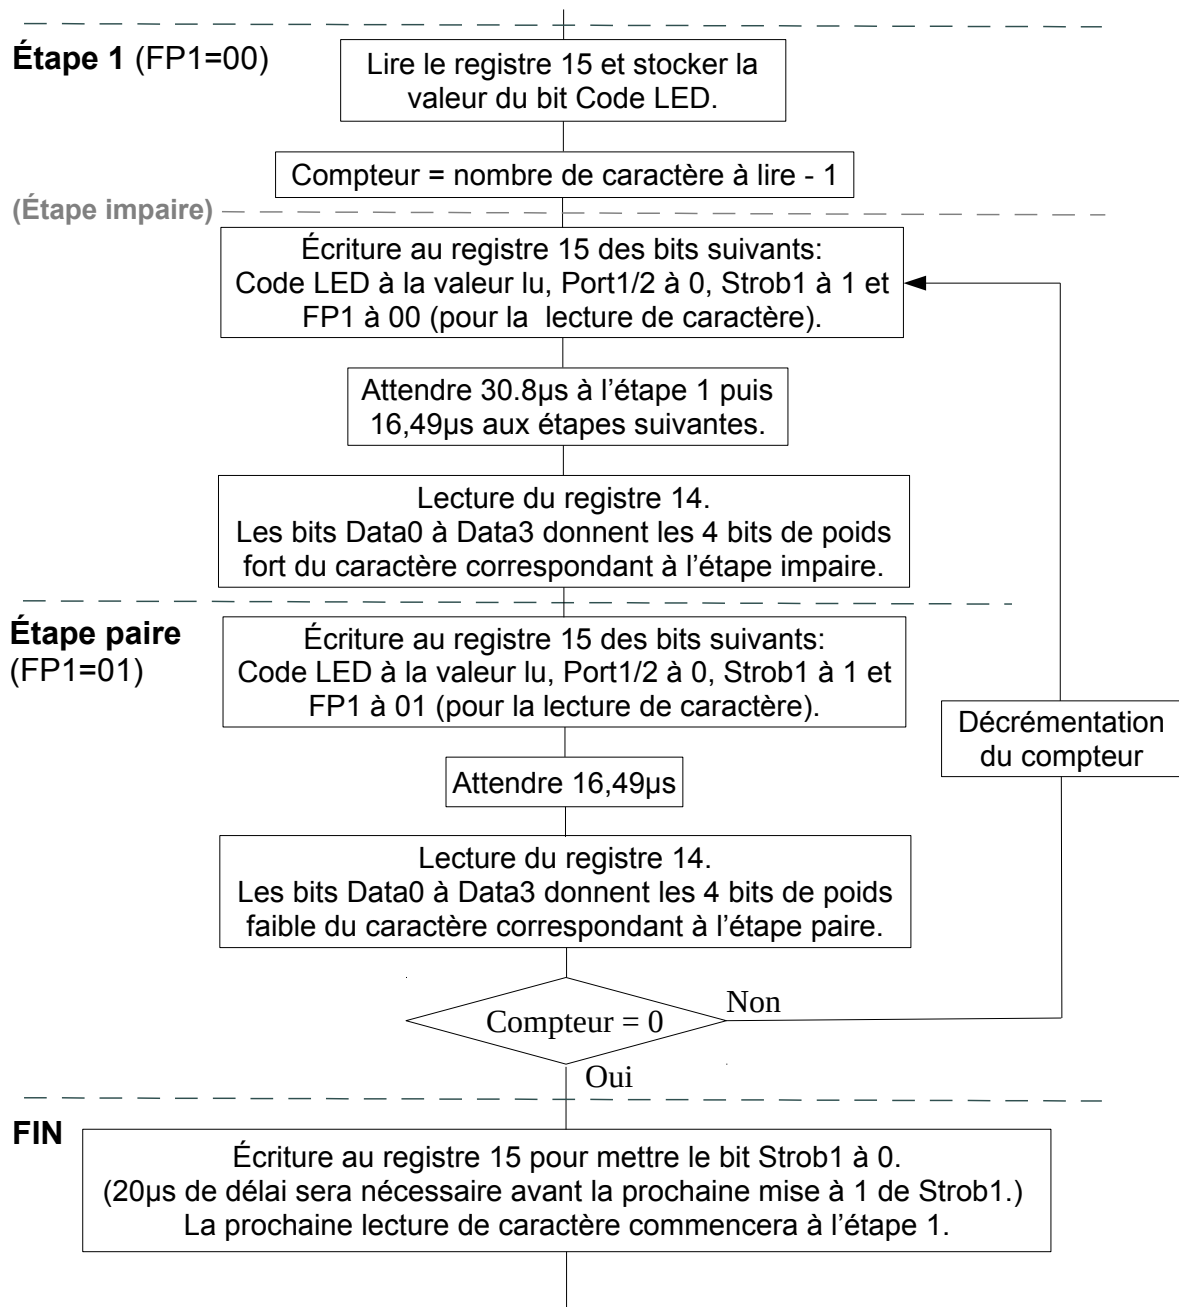 Étape 1 (FP1=00)
Lire le registre 15 et stocker la
valeur du bit Code LED.
Compteur = nombre de caractère à lire - 1
(Étape impaire)
Écriture au registre 15 des bits suivants:
Code LED à la valeur lu, Port1/2 à 0, Strob1 à 1 et
FP1 à 00 (pour la lecture de caractère).
Attendre 30.8µs à l’étape 1 puis
16,49µs aux étapes suivantes.
Lecture du registre 14.
Les bits Data0 à Data3 donnent les 4 bits de poids
fort du caractère correspondant à l’étape impaire.
Étape paire
(FP1=01)
Écriture au registre 15 des bits suivants:
Code LED à la valeur lu, Port1/2 à 0, Strob1 à 1 et
FP1 à 01 (pour la lecture de caractère).
Décrémentation
du compteur
Attendre 16,49µs
Lecture du registre 14.
Les bits Data0 à Data3 donnent les 4 bits de poids
faible du caractère correspondant à l’étape paire.
Compteur = 0
Non
Oui
FIN
Écriture au registre 15 pour mettre le bit Strob1 à 0.
(20µs de délai sera nécessaire avant la prochaine mise à 1 de Strob1.)
La prochaine lecture de caractère commencera à l’étape 1.